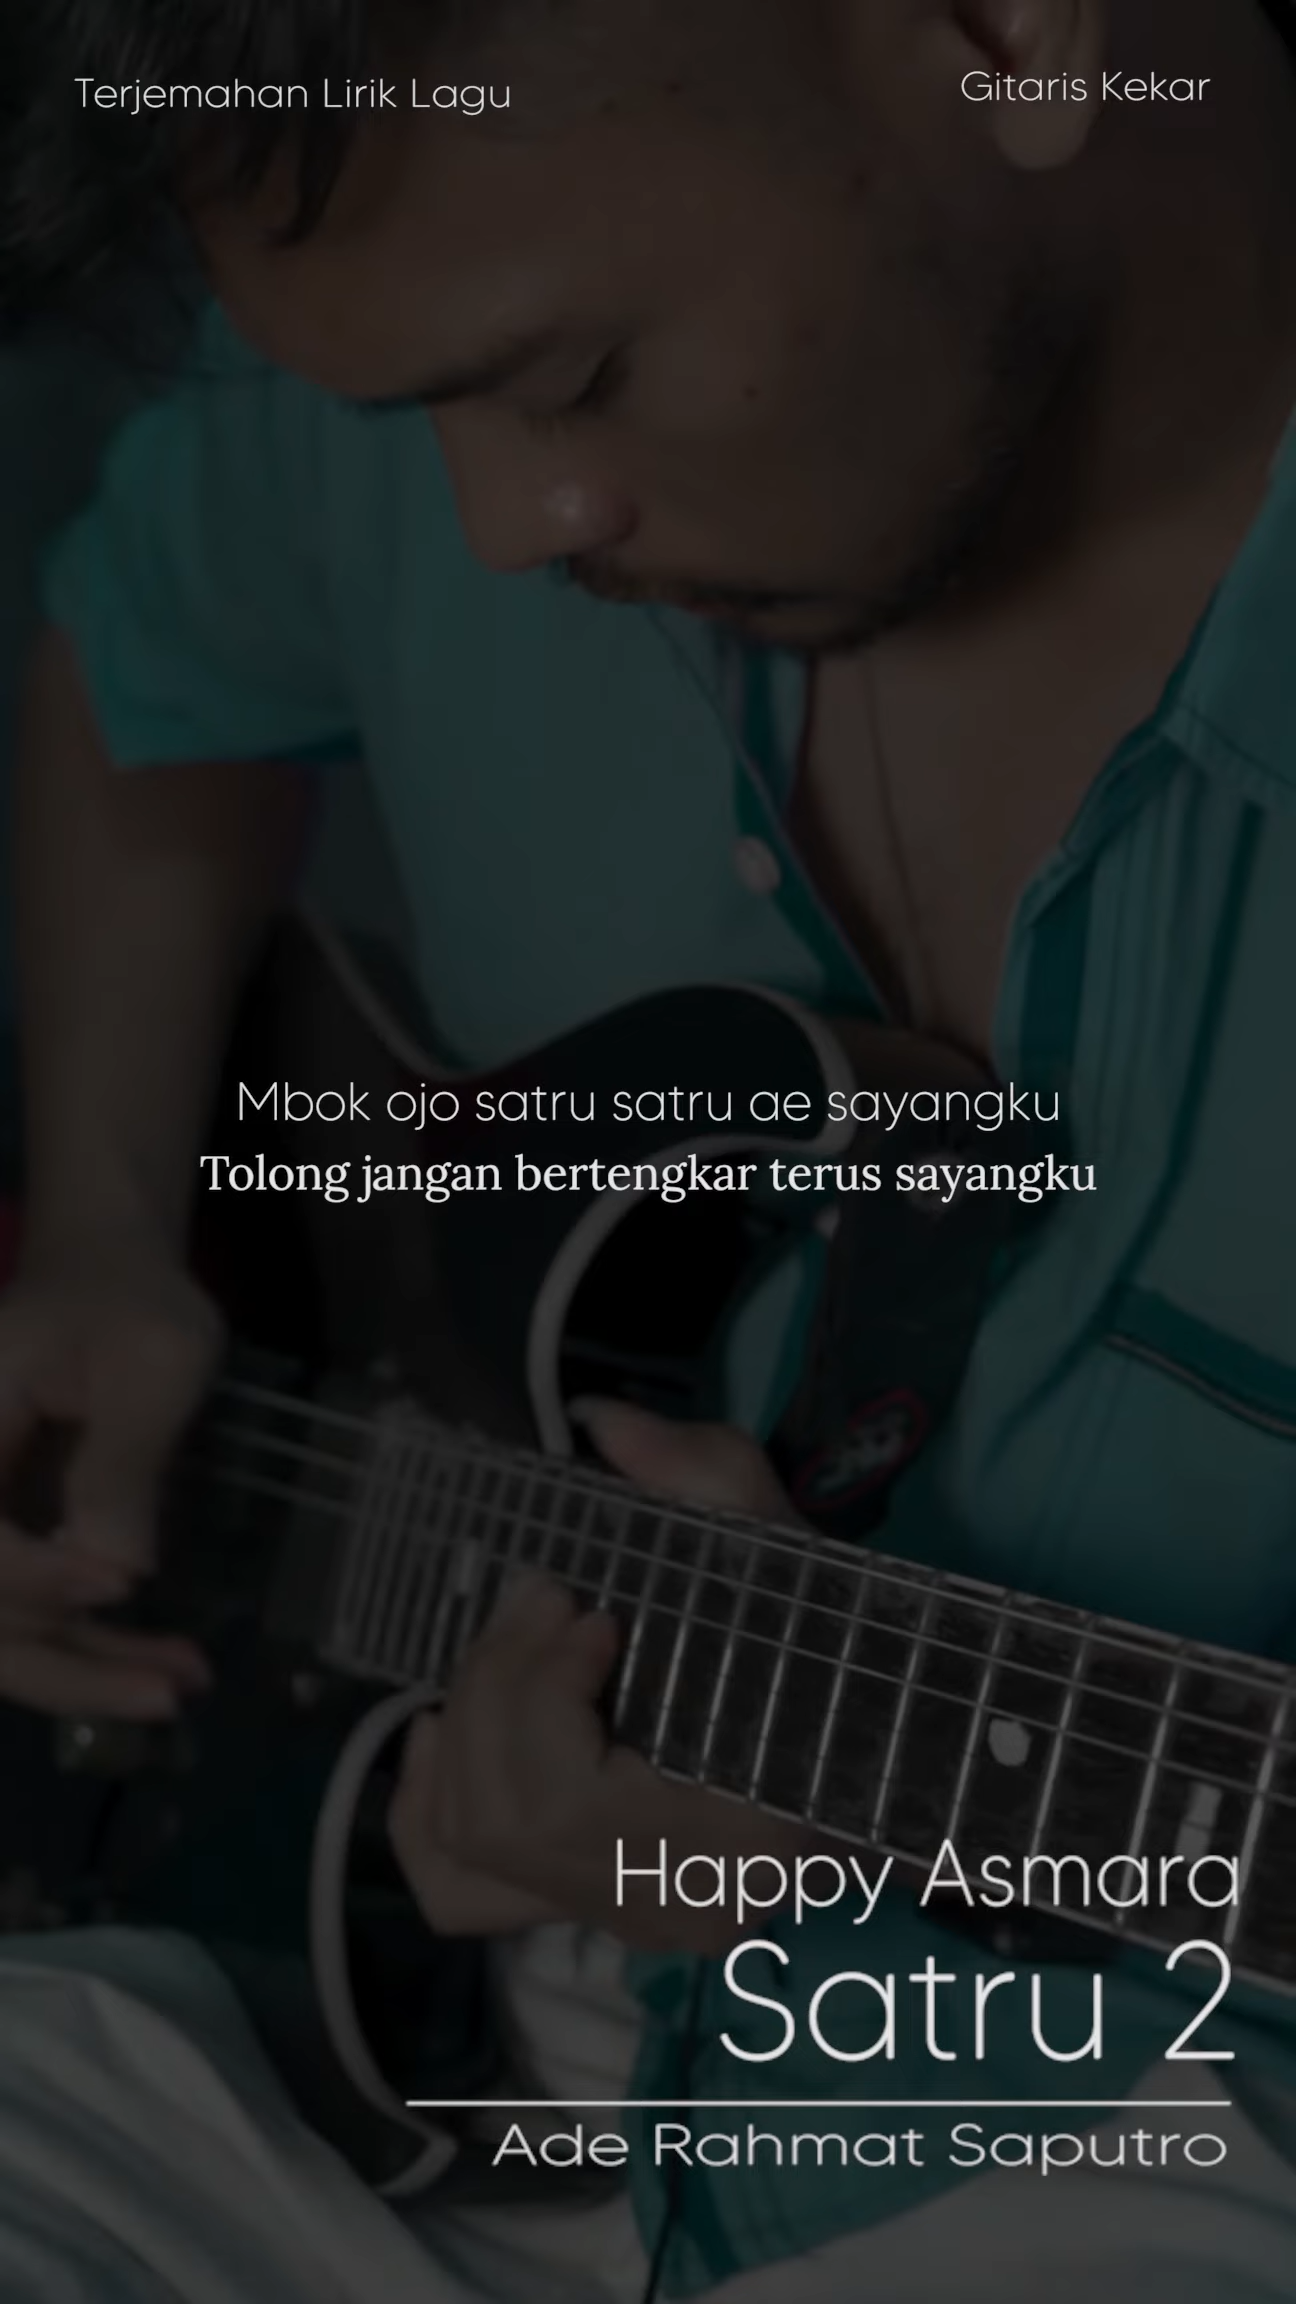 Terjemahan Lirik Lagu
Gitaris Kekar
Mbok ojo satru satru ae sayangku
Tolong jangan bertengkar terus sayangku
Happy Asmara
Satru 2
Ade Rahmat Saputro